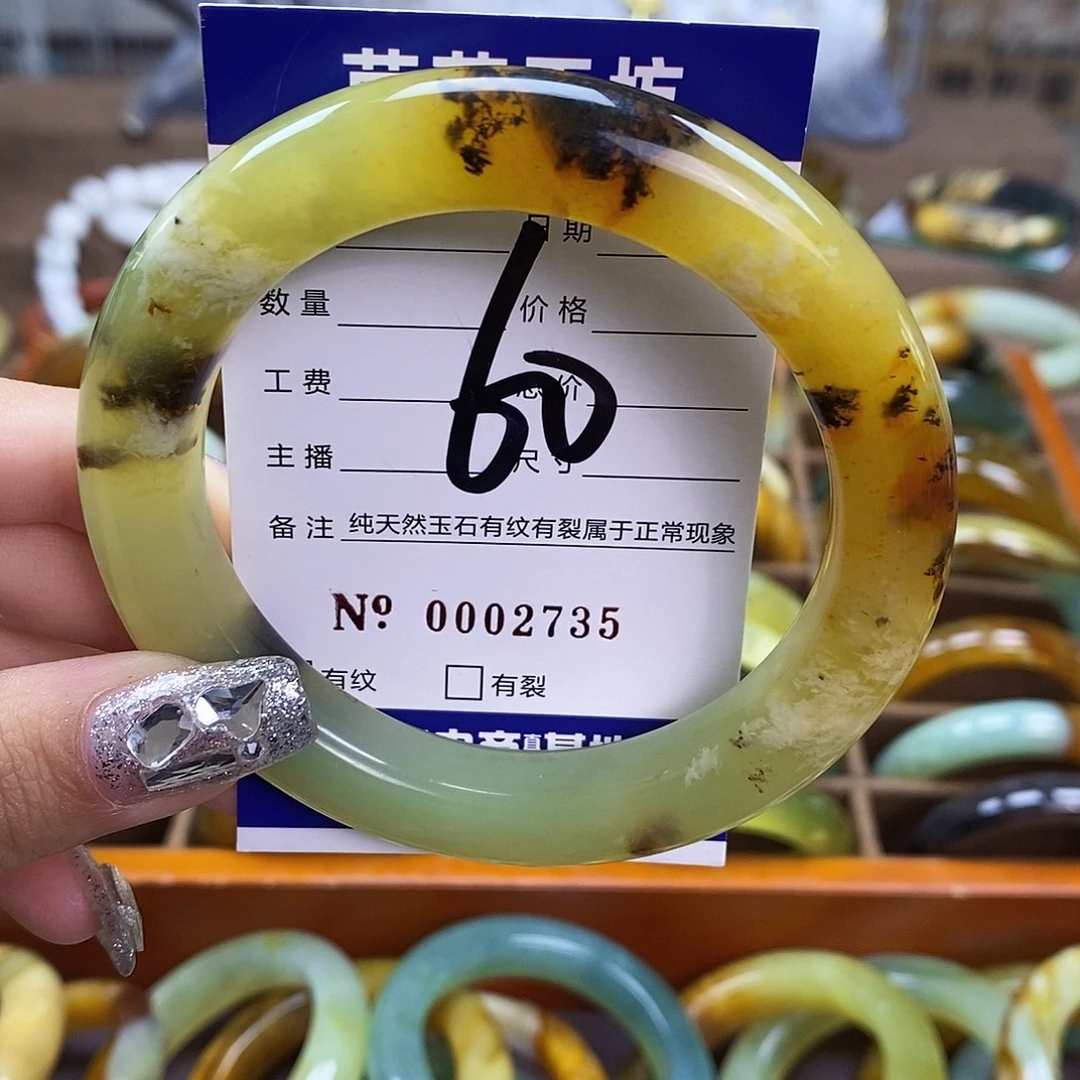 日期
数量 价格
60
工费 总价
主播 尺寸
备注 纯天然玉石有纹有裂属于正常现象
Nº 0002735
有纹 有裂